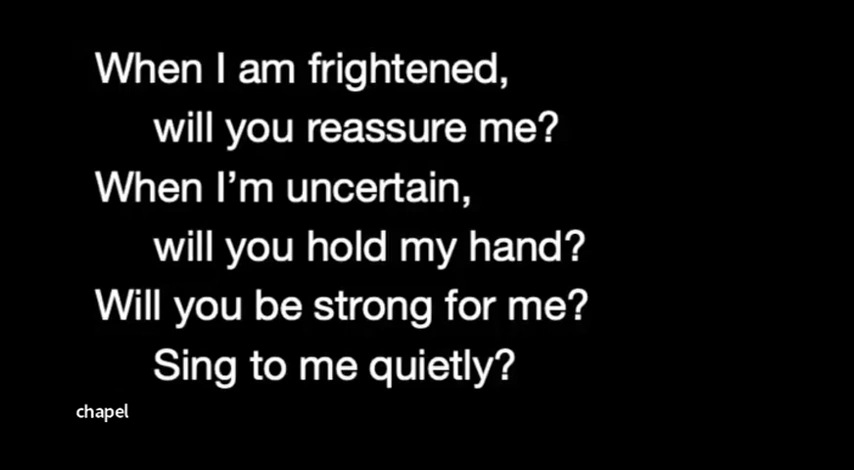 When I am frightened,
will you reassure me?
When I’m uncertain,
will you hold my hand?
Will you be strong for me?
Sing to me quietly?
chapel